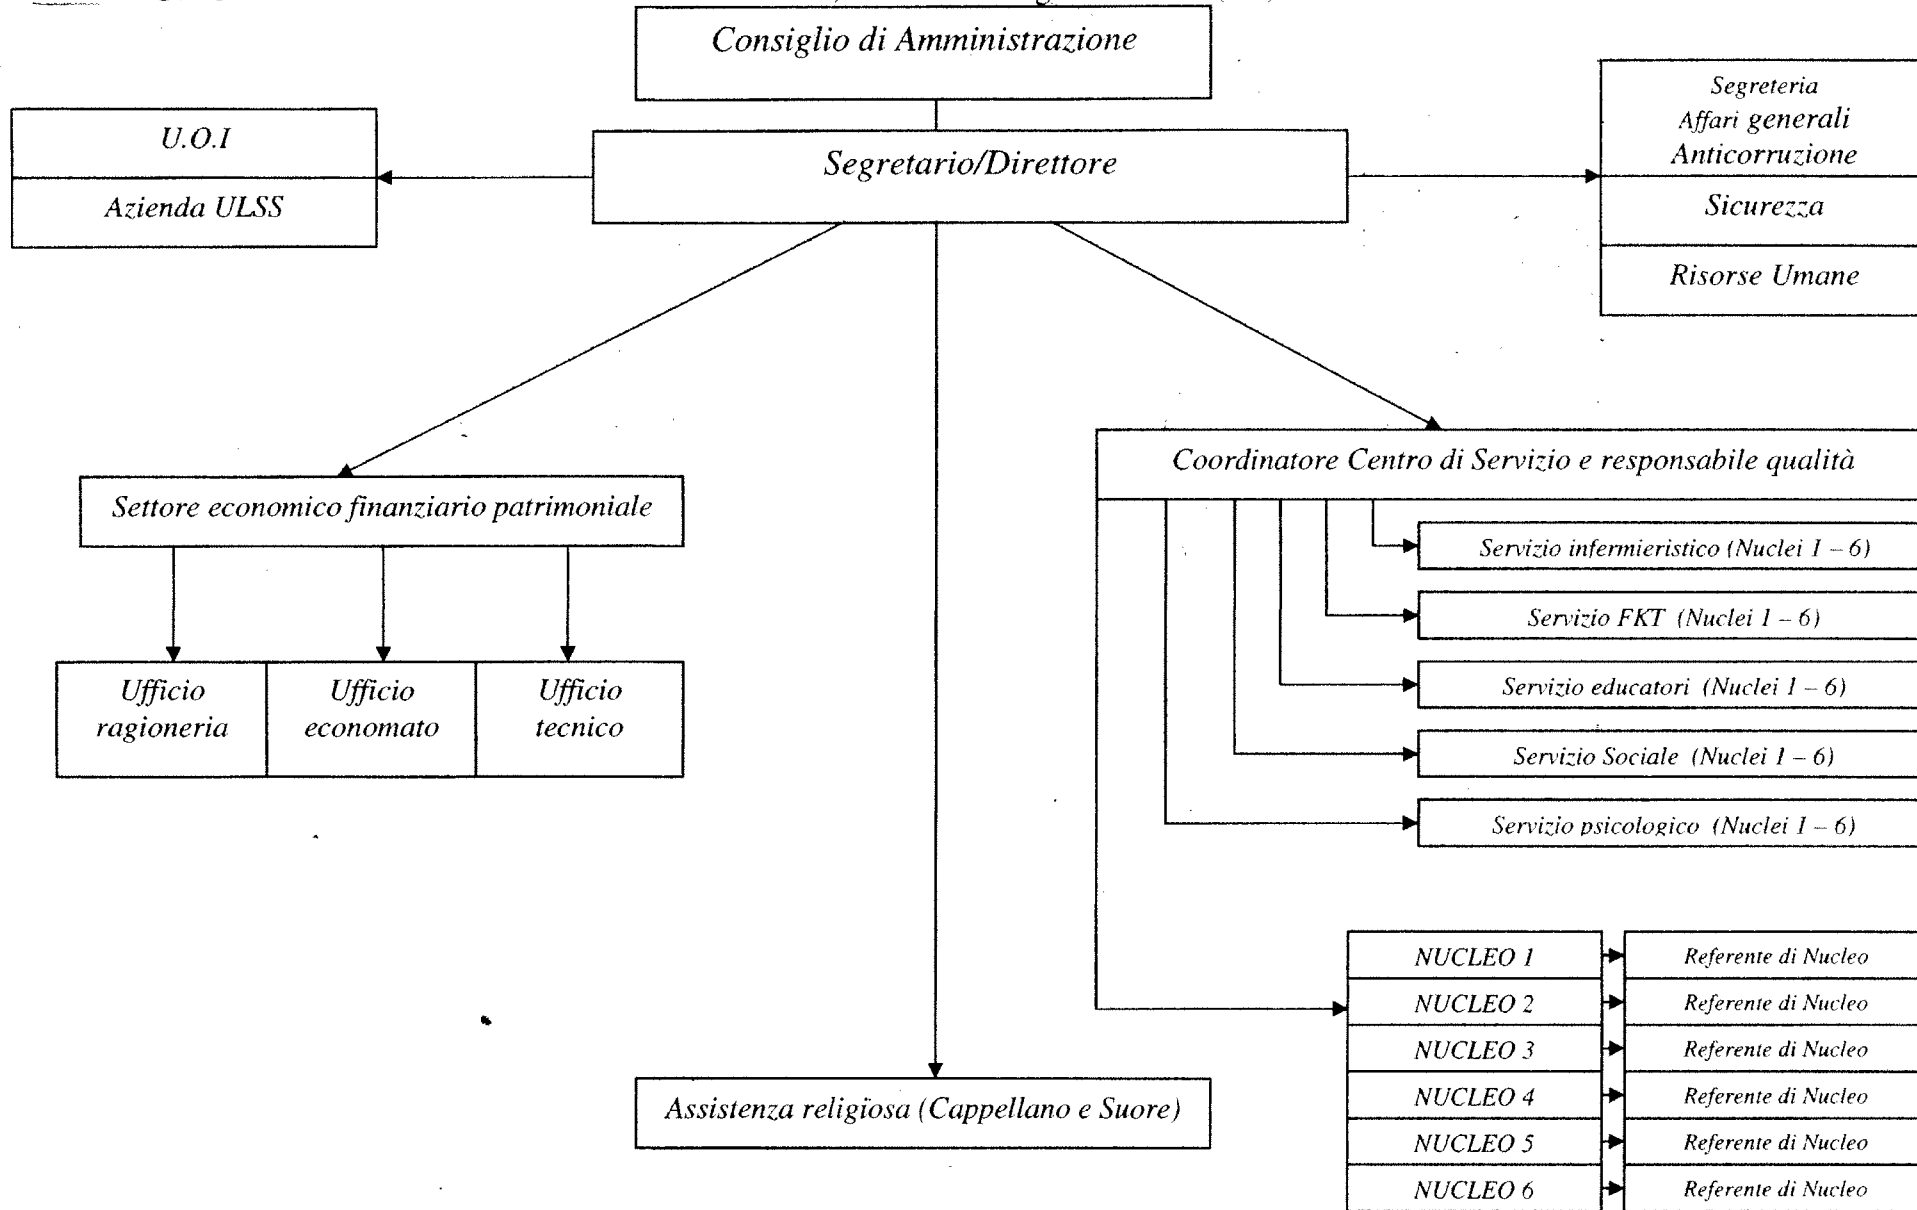 Consiglio di Amministrazione
Segreteria
Affari generali
Anticorruzione
U.O.I
Segretario/Direttore
Azienda ULSS
Sicurezza
Risorse Umane
Coordinatore Centro di Servizio e responsabile qualità
Settore economico finanziario patrimoniale
Servizio infermieristico (Nuclei 1 – 6)
Servizio FKT (Nuclei 1 – 6)
Servizio educatori (Nuclei 1 – 6)
Servizio Sociale (Nuclei 1 – 6)
Servizio psicologico (Nuclei 1 – 6)
Ufficio
ragioneria
Ufficio
economato
Ufficio
tecnico
NUCLEO 1
Referente di Nucleo
NUCLEO 2
Referente di Nucleo
NUCLEO 3
Referente di Nucleo
NUCLEO 4
Referente di Nucleo
NUCLEO 5
Referente di Nucleo
NUCLEO 6
Referente di Nucleo
Assistenza religiosa (Cappellano e Suore)